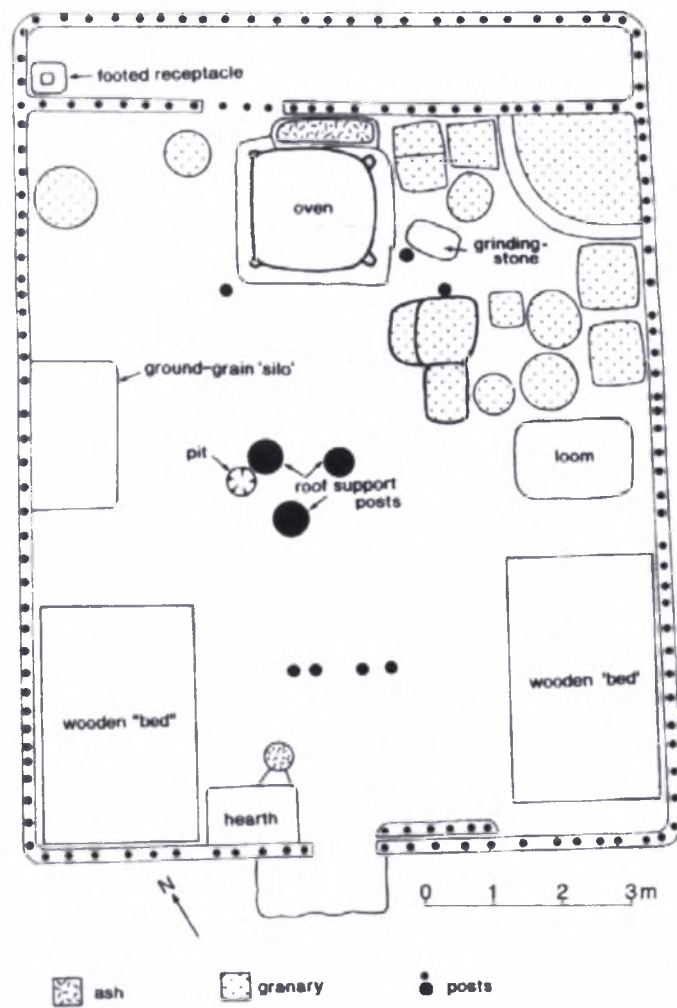 footed receptacle
oven
grinding-
stone
ground-grain 'silo'
pit
roof support
posts
loom
wooden "bed"
wooden 'bed'
hearth
N
0 1 2 3m
ash
granary
posts